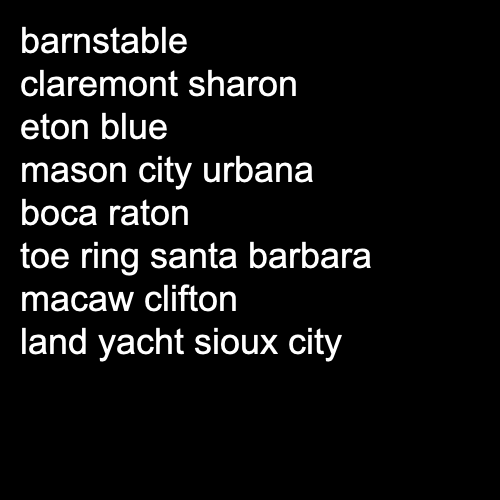 barnstable
claremont sharon
eton blue
mason city urbana
boca raton
toe ring santa barbara
macaw clifton
land yacht sioux city